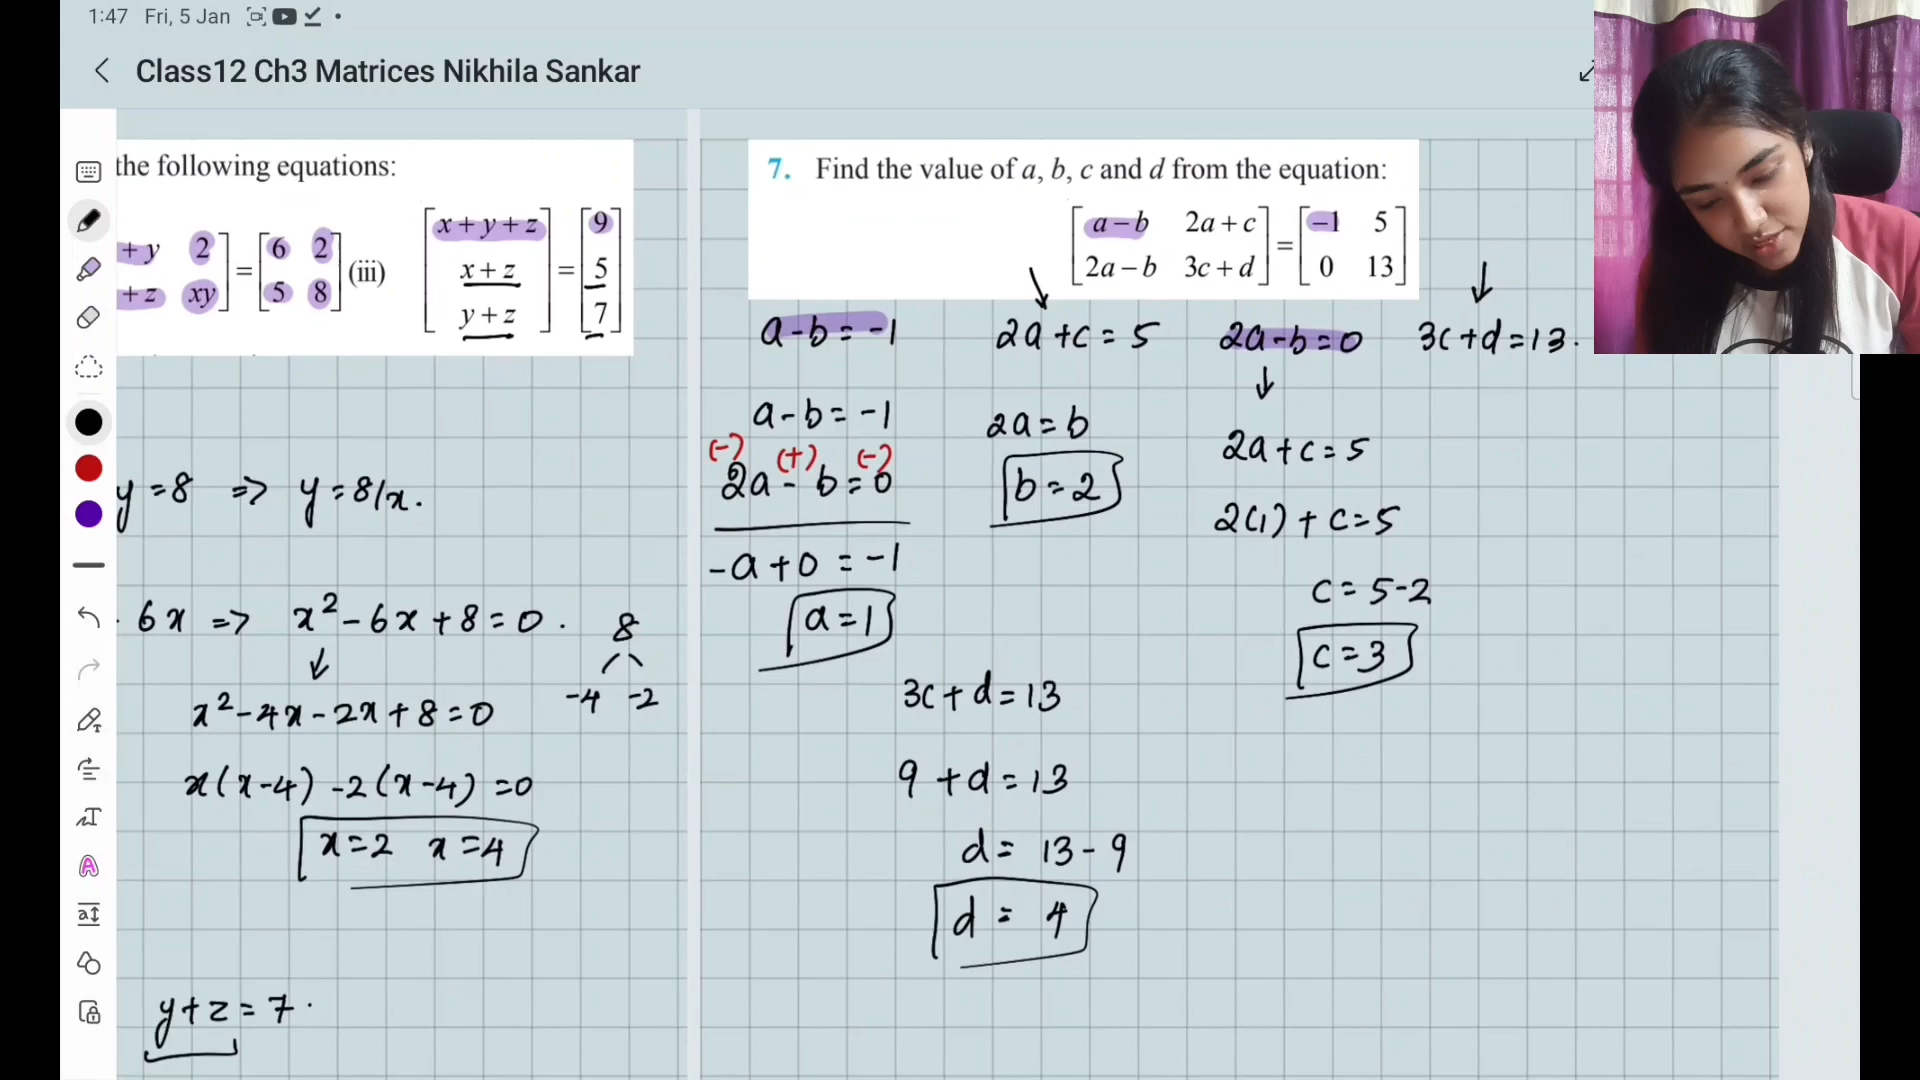 1:47 Fri, 5 Jan
Class12 Ch3 Matrices Nikhila Sankar
the following equations:
+ y 2 = 6 2
+ z xy 5 8
(iii)
x + y + z 9
x + z = 5
y + z 7
y = 8 => y = 8/x.
6x => x² - 6x + 8 = 0 . 8
-4 -2
x² - 4x - 2x + 8 = 0
x(x-4) -2(x-4) = 0
x = 2 x = 4
y + z = 7 .
7. Find the value of a, b, c and d from the equation:
a – b 2a + c = –1 5
2a – b 3c + d 0 13
a - b = -1 2a + c = 5 2a - b = 0 3c + d = 13 .
a - b = -1
(-) (+) (-)
2a - b = 0
-a + 0 = -1
a = 1
2a = b
b = 2
2a + c = 5
2(1) + c = 5
c = 5 - 2
c = 3
3c + d = 13
9 + d = 13
d = 13 - 9
d = 4